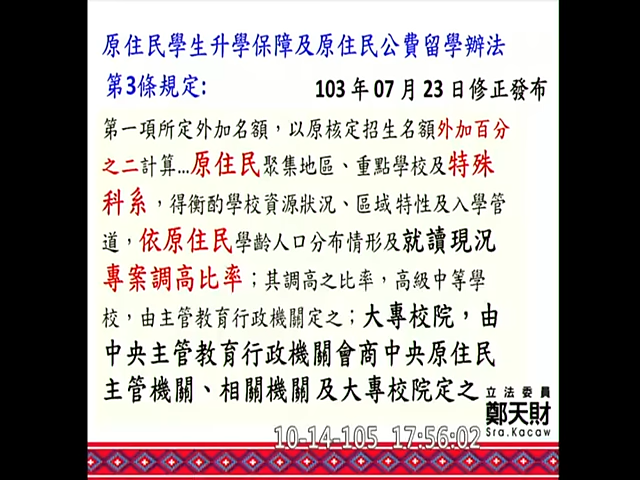 原住民學生升學保障及原住民公費留學辦法
第3條規定: 103 年 07 月 23 日修正發布
第一項所定外加名額，以原核定招生名額外加百分
之二計算...原住民聚集地區、重點學校及特殊
科系，得衡酌學校資源狀況、區域特性及入學管
道，依原住民學齡人口分布情形及就讀現況
專案調高比率；其調高之比率，高級中等學
校，由主管教育行政機關定之；大專校院，由
中央主管教育行政機關會商中央原住民
主管機關、相關機關及大專校院定之
立法委員
鄭天財
Sra.Kacaw
10-14-105 17:56:02